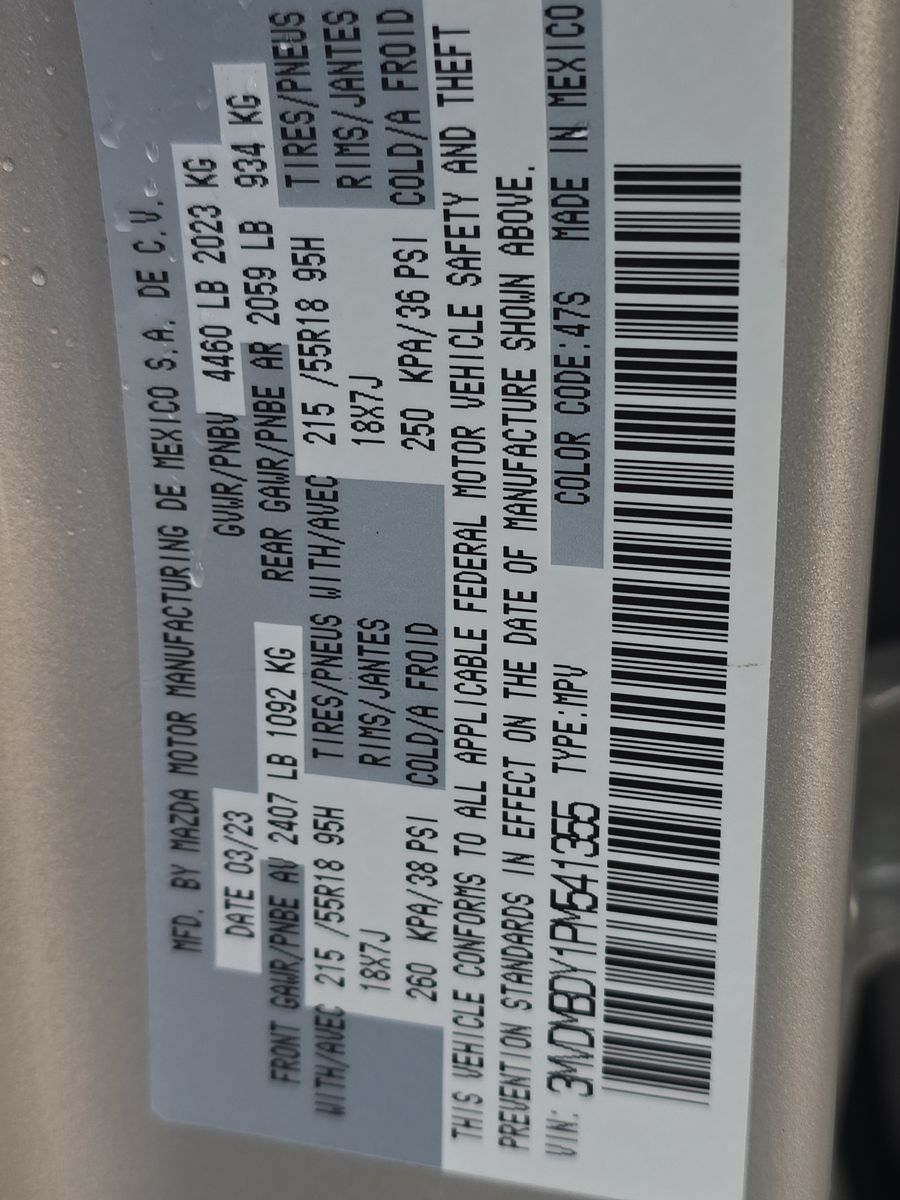 MFD. BY MAZDA MOTOR MANUFACTURING DE MEXICO S.A. DE C.V.
DATE 03/23 GVWR/PNBV 4460 LB 2023 KG
FRONT GAWR/PNBE AV 2407 LB 1092 KG REAR GAWR/PNBE AR 2059 LB 934 KG
WITH/AVEC 215 /55R18 95H TIRES/PNEUS WITH/AVEC 215 /55R18 95H TIRES/PNEUS
18X7J RIMS/JANTES 18X7J RIMS/JANTES
260 KPA/38 PSI COLD/A FROID 250 KPA/36 PSI COLD/A FROID
THIS VEHICLE CONFORMS TO ALL APPLICABLE FEDERAL MOTOR VEHICLE SAFETY AND THEFT
PREVENTION STANDARDS IN EFFECT ON THE DATE OF MANUFACTURE SHOWN ABOVE.
VIN: 3MVDMBDY1PM541355 TYPE:MPV COLOR CODE:47S MADE IN MEXICO